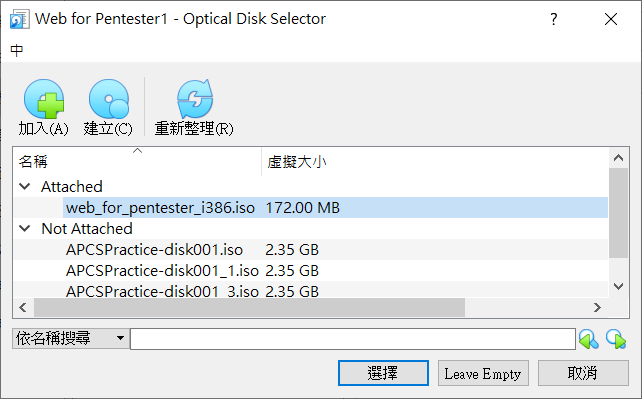 Web for Pentester1 - Optical Disk Selector
中
加入(A) 建立(C) 重新整理(R)
名稱 虛擬大小
Attached
web_for_pentester_i386.iso 172.00 MB
Not Attached
APCSPractice-disk001.iso 2.35 GB
APCSPractice-disk001_1.iso 2.35 GB
APCSPractice-disk001_3.iso 2.35 GB
依名稱搜尋
選擇 Leave Empty 取消